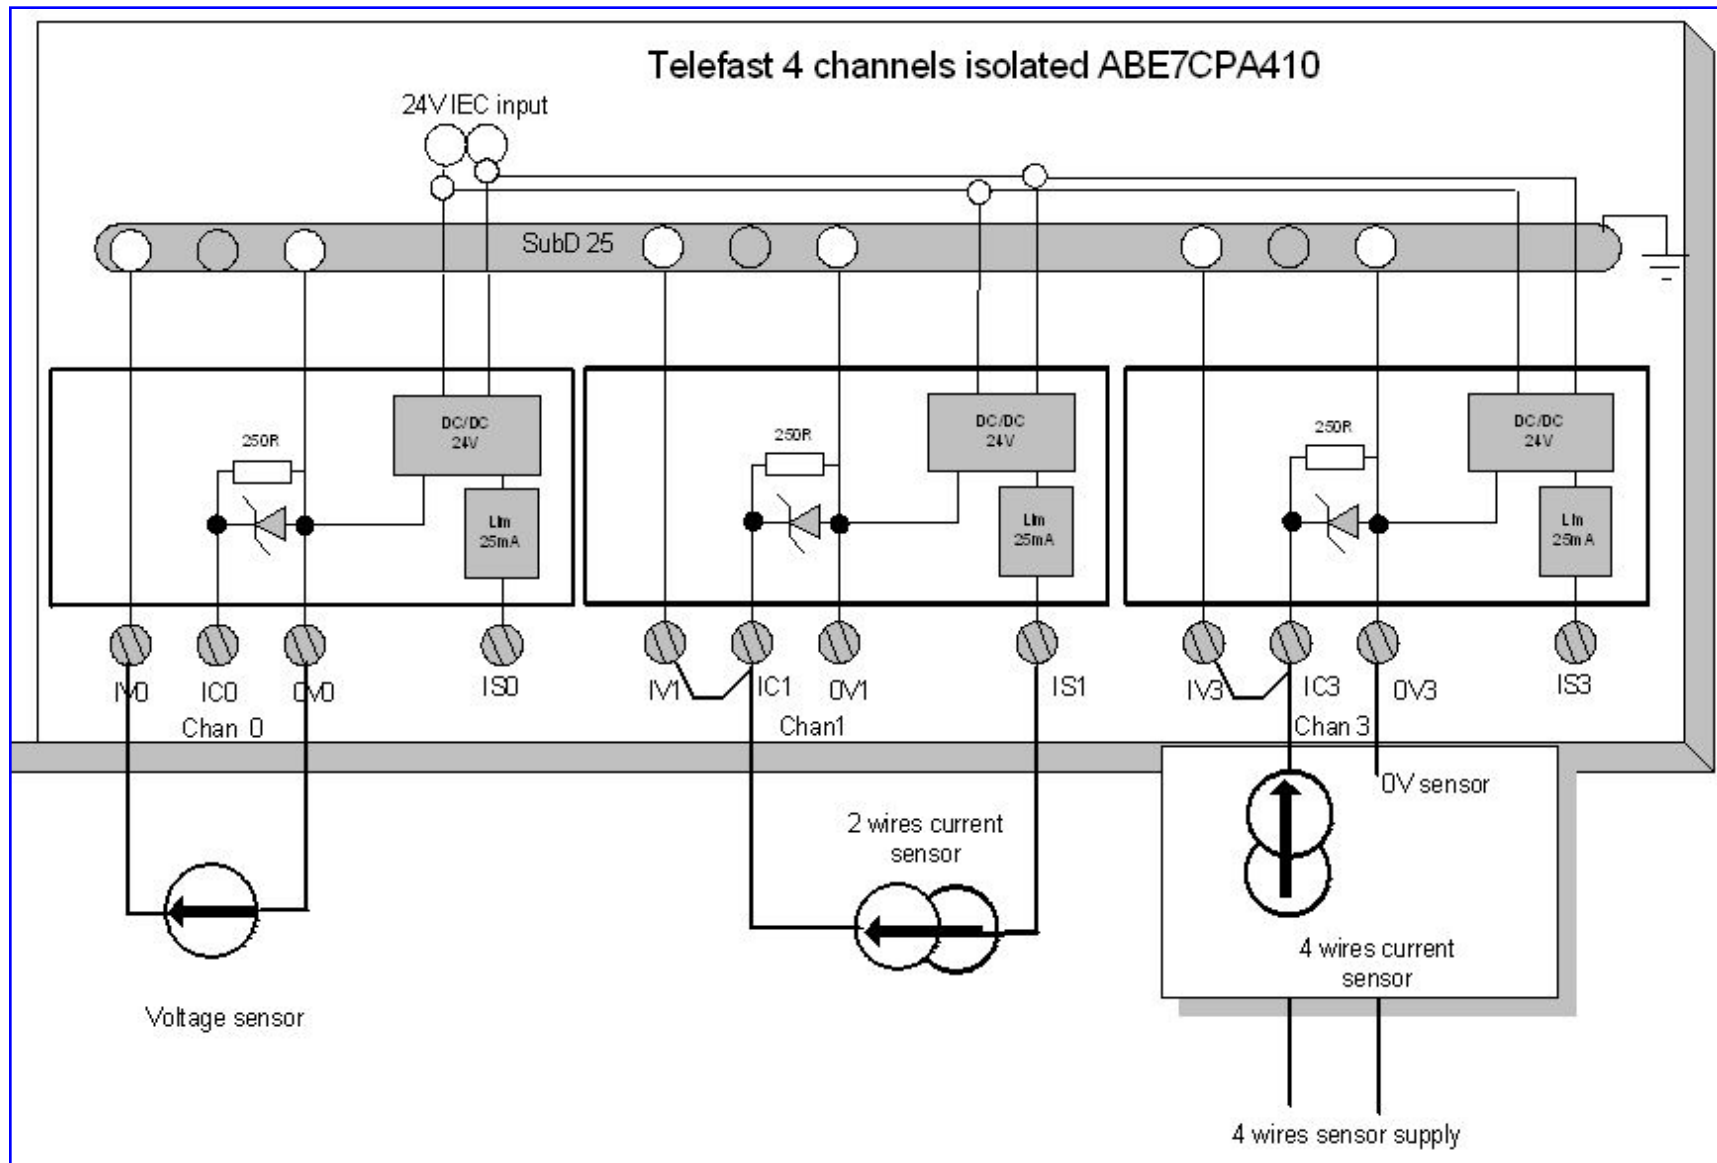 Telefast 4 channels isolated ABE7CPA410
24V IEC input
SubD 25
DC/DC
24V
250R
Lim
25mA
DC/DC
24V
250R
Lim
25mA
DC/DC
24V
250R
Lim
25mA
IV0 IC0 0V0 IS0
IV1 IC1 0V1 IS1
IV3 IC3 0V3 IS3
Chan 0
Chan1
Chan 3
0V sensor
2 wires current
sensor
4 wires current
sensor
Voltage sensor
4 wires sensor supply